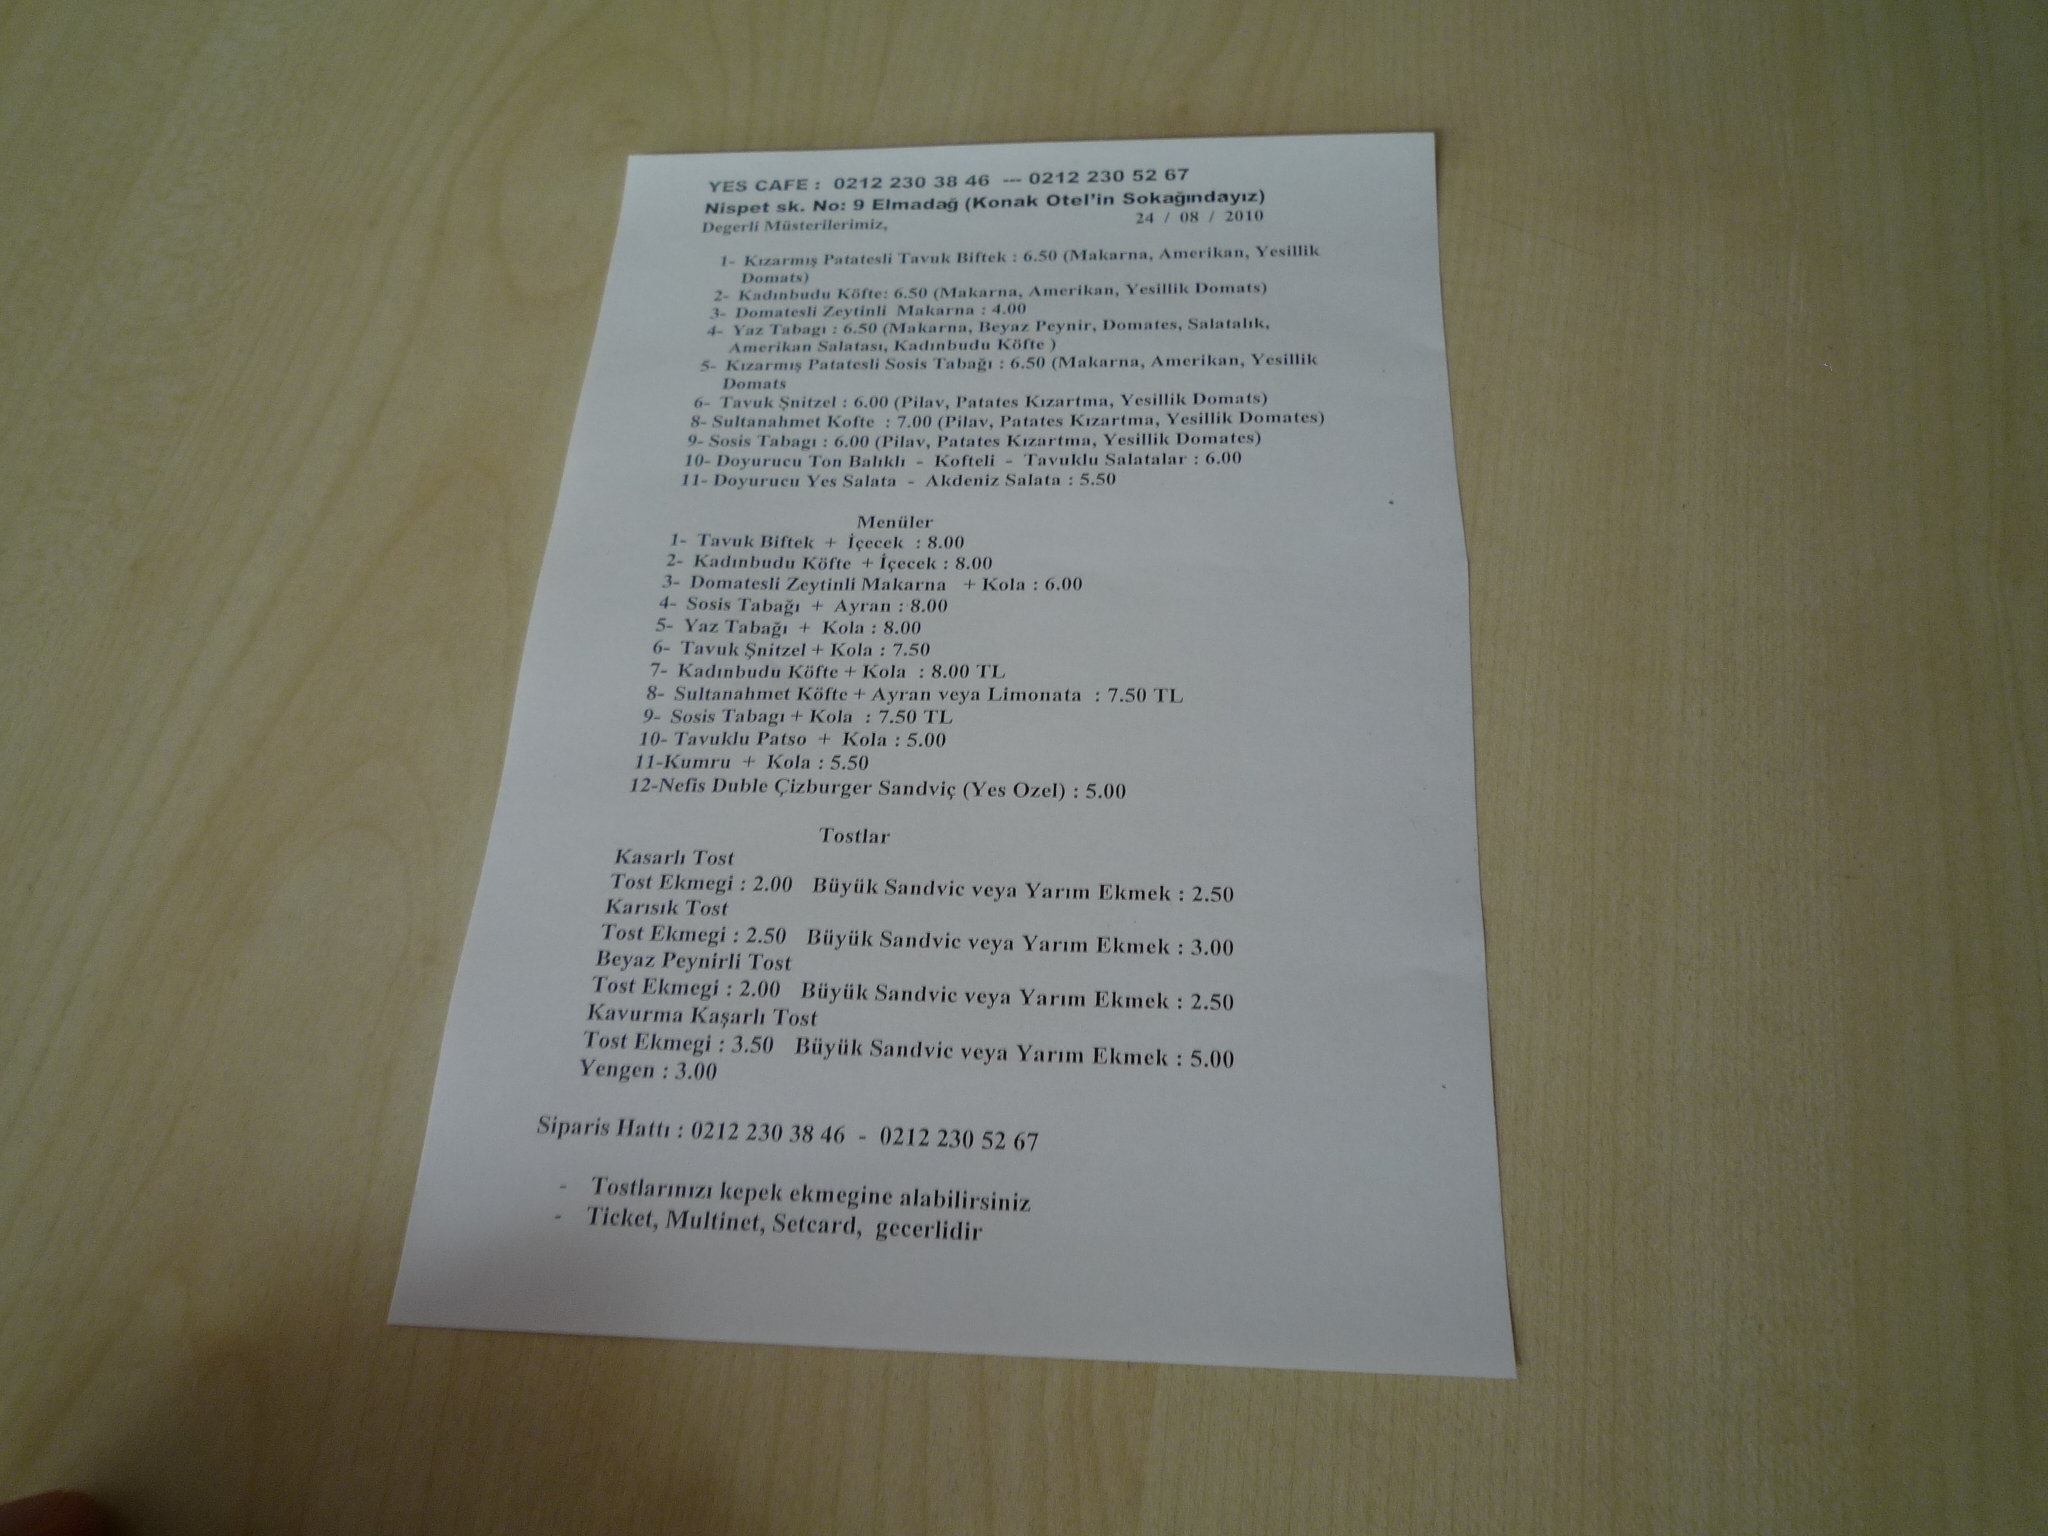 YES CAFE : 0212 230 38 46 --- 0212 230 52 67
Nispet sk. No: 9 Elmadağ (Konak Otel'in Sokağındayız)
Degerli Müsterilerimiz, 24 / 08 / 2010
1- Kızarmış Patatesli Tavuk Biftek : 6.50 (Makarna, Amerikan, Yesillik
Domats)
2- Kadınbudu Köfte: 6.50 (Makarna, Amerikan, Yesillik Domats)
3- Domatesli Zeytinli Makarna : 4.00
4- Yaz Tabagı : 6.50 (Makarna, Beyaz Peynir, Domates, Salatalık,
Amerikan Salatası, Kadınbudu Köfte )
5- Kızarmış Patatesli Sosis Tabağı : 6.50 (Makarna, Amerikan, Yesillik
Domats
6- Tavuk Şnitzel : 6.00 (Pilav, Patates Kızartma, Yesillik Domats)
8- Sultanahmet Kofte : 7.00 (Pilav, Patates Kızartma, Yesillik Domates)
9- Sosis Tabagı : 6.00 (Pilav, Patates Kızartma, Yesillik Domates)
10- Doyurucu Ton Balıklı - Kofteli - Tavuklu Salatalar : 6.00
11- Doyurucu Yes Salata - Akdeniz Salata : 5.50
Menüler
1- Tavuk Biftek + İçecek : 8.00
2- Kadınbudu Köfte + İçecek : 8.00
3- Domatesli Zeytinli Makarna + Kola : 6.00
4- Sosis Tabağı + Ayran : 8.00
5- Yaz Tabağı + Kola : 8.00
6- Tavuk Şnitzel + Kola : 7.50
7- Kadınbudu Köfte + Kola : 8.00 TL
8- Sultanahmet Köfte + Ayran veya Limonata : 7.50 TL
9- Sosis Tabagı + Kola : 7.50 TL
10- Tavuklu Patso + Kola : 5.00
11-Kumru + Kola : 5.50
12-Nefis Duble Çizburger Sandviç (Yes Ozel) : 5.00
Tostlar
Kasarlı Tost
Tost Ekmegi : 2.00 Büyük Sandvic veya Yarım Ekmek : 2.50
Karısık Tost
Tost Ekmegi : 2.50 Büyük Sandvic veya Yarım Ekmek : 3.00
Beyaz Peynirli Tost
Tost Ekmegi : 2.00 Büyük Sandvic veya Yarım Ekmek : 2.50
Kavurma Kaşarlı Tost
Tost Ekmegi : 3.50 Büyük Sandvic veya Yarım Ekmek : 5.00
Yengen : 3.00
Siparis Hattı : 0212 230 38 46 - 0212 230 52 67
- Tostlarınızı kepek ekmegine alabilirsiniz
- Ticket, Multinet, Setcard, gecerlidir